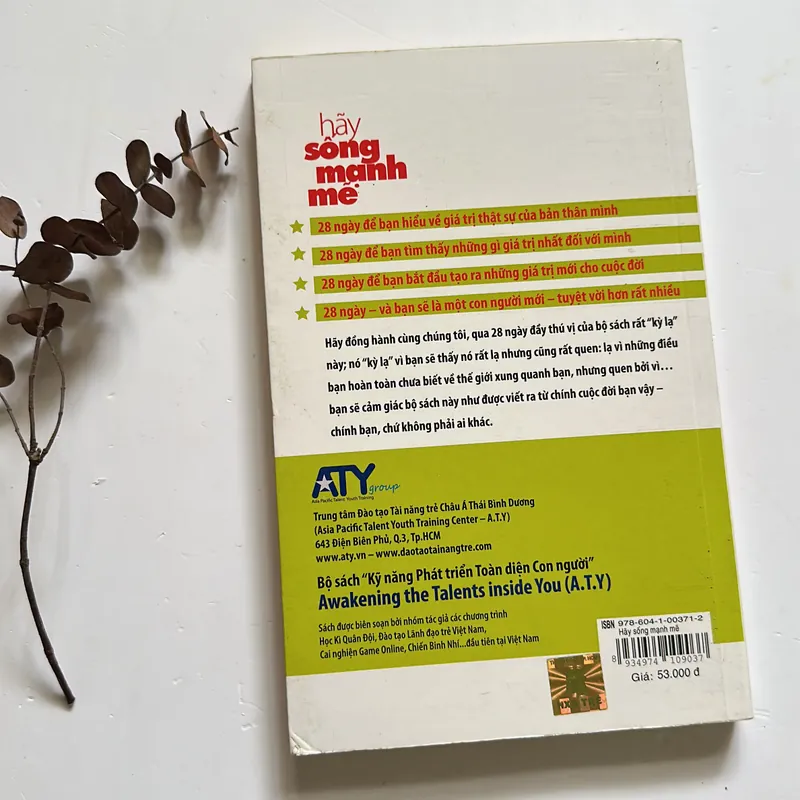 hãy
sống
mạnh
mẽ
28 ngày để bạn hiểu về giá trị thật sự của bản thân mình
28 ngày để bạn tìm thấy những gì giá trị nhất đối với mình
28 ngày để bạn bắt đầu tạo ra những giá trị mới cho cuộc đời
28 ngày – và bạn sẽ là một con người mới – tuyệt vời hơn rất nhiều
Hãy đồng hành cùng chúng tôi, qua 28 ngày đầy thú vị của bộ sách rất “kỳ lạ”
này; nó “kỳ lạ” vì bạn sẽ thấy nó rất lạ nhưng cũng rất quen: lạ vì những điều
bạn hoàn toàn chưa biết về thế giới xung quanh bạn, nhưng quen bởi vì…
bạn sẽ cảm giác bộ sách này như được viết ra từ chính cuộc đời bạn vậy –
chính bạn, chứ không phải ai khác.
ATY group
Asia Pacific Talent Youth Training
Trung tâm Đào tạo Tài năng trẻ Châu Á Thái Bình Dương
(Asia Pacific Talent Youth Training Center – A.T.Y)
643 Điện Biên Phủ, Q.3, Tp.HCM
www.aty.vn – www.daotaotainangtre.com
Bộ sách “Kỹ năng Phát triển Toàn diện Con người”
Awakening the Talents inside You (A.T.Y)
Sách được biên soạn bởi nhóm tác giả các chương trình
Học Kì Quân Đội, Đào tạo Lãnh đạo trẻ Việt Nam,
Cai nghiện Game Online, Chiến Binh Nhí...đầu tiên tại Việt Nam
ISBN 978-604-1-00371-2
Hãy sống mạnh mẽ
8 934974 109037
Giá: 53.000 đ
NXB TRẺ